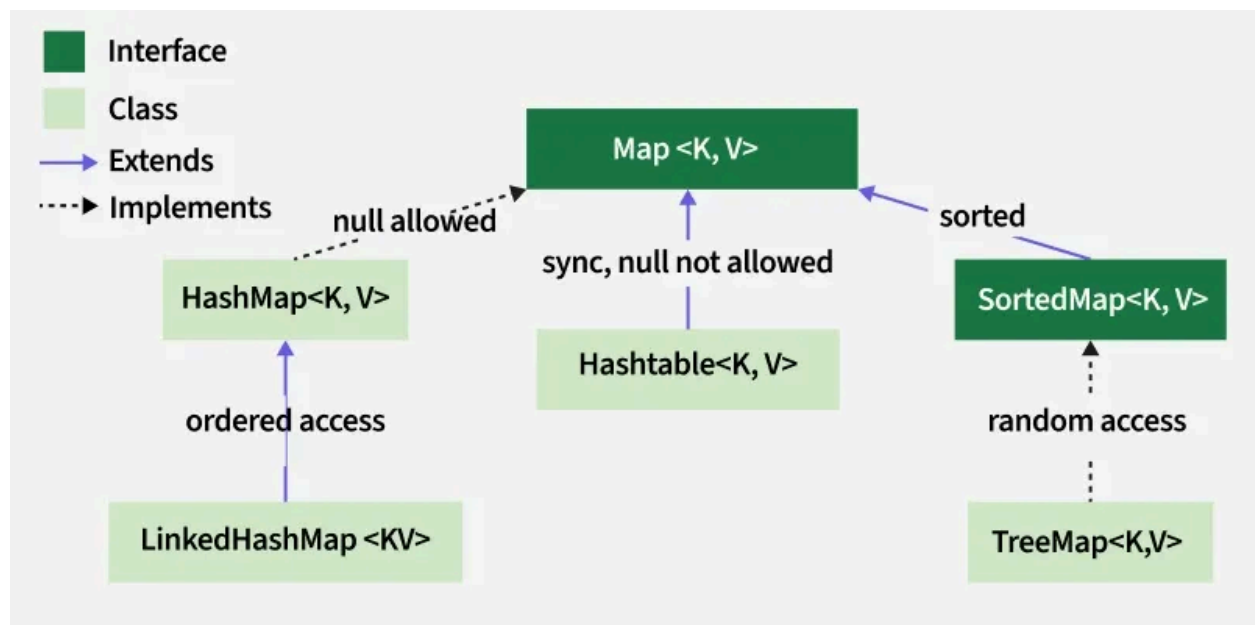 Interface
Class
Extends
Implements
Map <K, V>
null allowed
sorted
sync, null not allowed
HashMap<K, V>
SortedMap<K, V>
Hashtable<K, V>
ordered access
random access
LinkedHashMap <KV>
TreeMap<K,V>